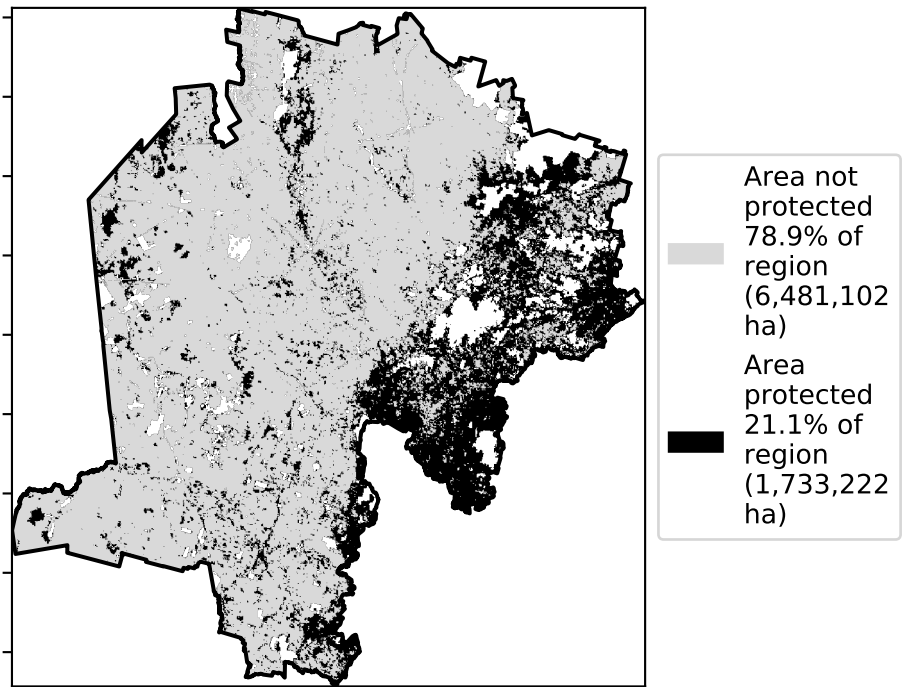 Area not
protected
78.9% of
region
(6,481,102
ha)
Area
protected
21.1% of
region
(1,733,222
ha)